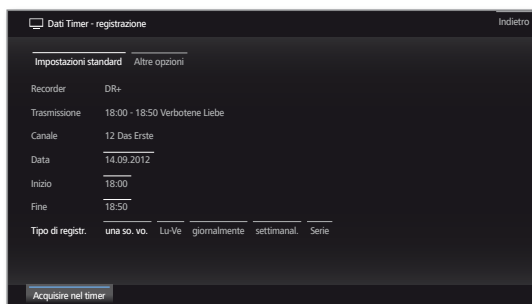 Dati Timer - registrazione Indietro
Impostazioni standard Altre opzioni
Recorder DR+
Trasmissione 18:00 - 18:50 Verbotene Liebe
Canale 12 Das Erste
Data 14.09.2012
Inizio 18:00
Fine 18:50
Tipo di registr. una so. vo. Lu-Ve giornalmente settimanal. Serie
Acquisire nel timer